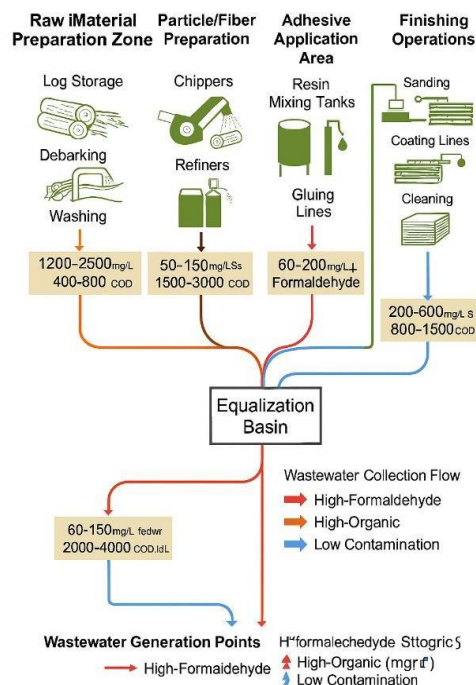 Raw iMaterial
Preparation Zone
Log Storage
Debarking
Washing
1200-2500mg/L
400-800 COD
Particle/Fiber
Preparation
Chippers
Refiners
50-150mg/LSs
1500-3000 COD
Adhesive
Application
Area
Resin
Mixing Tanks
Gluing
Lines
60-200mg/L
Formaldehyde
Finishing
Operations
Sanding
Coating Lines
Cleaning
200-600mg/L S
800-1500COD
Equalization
Basin
60-150mg/L fedwr
2000-4000 COD.ldL
Wastewater Collection Flow
High-Formaldehyde
High-Organic
Low Contamination
Wastewater Generation Points
High-Formaidehyde
High-Organic
Low Contamination